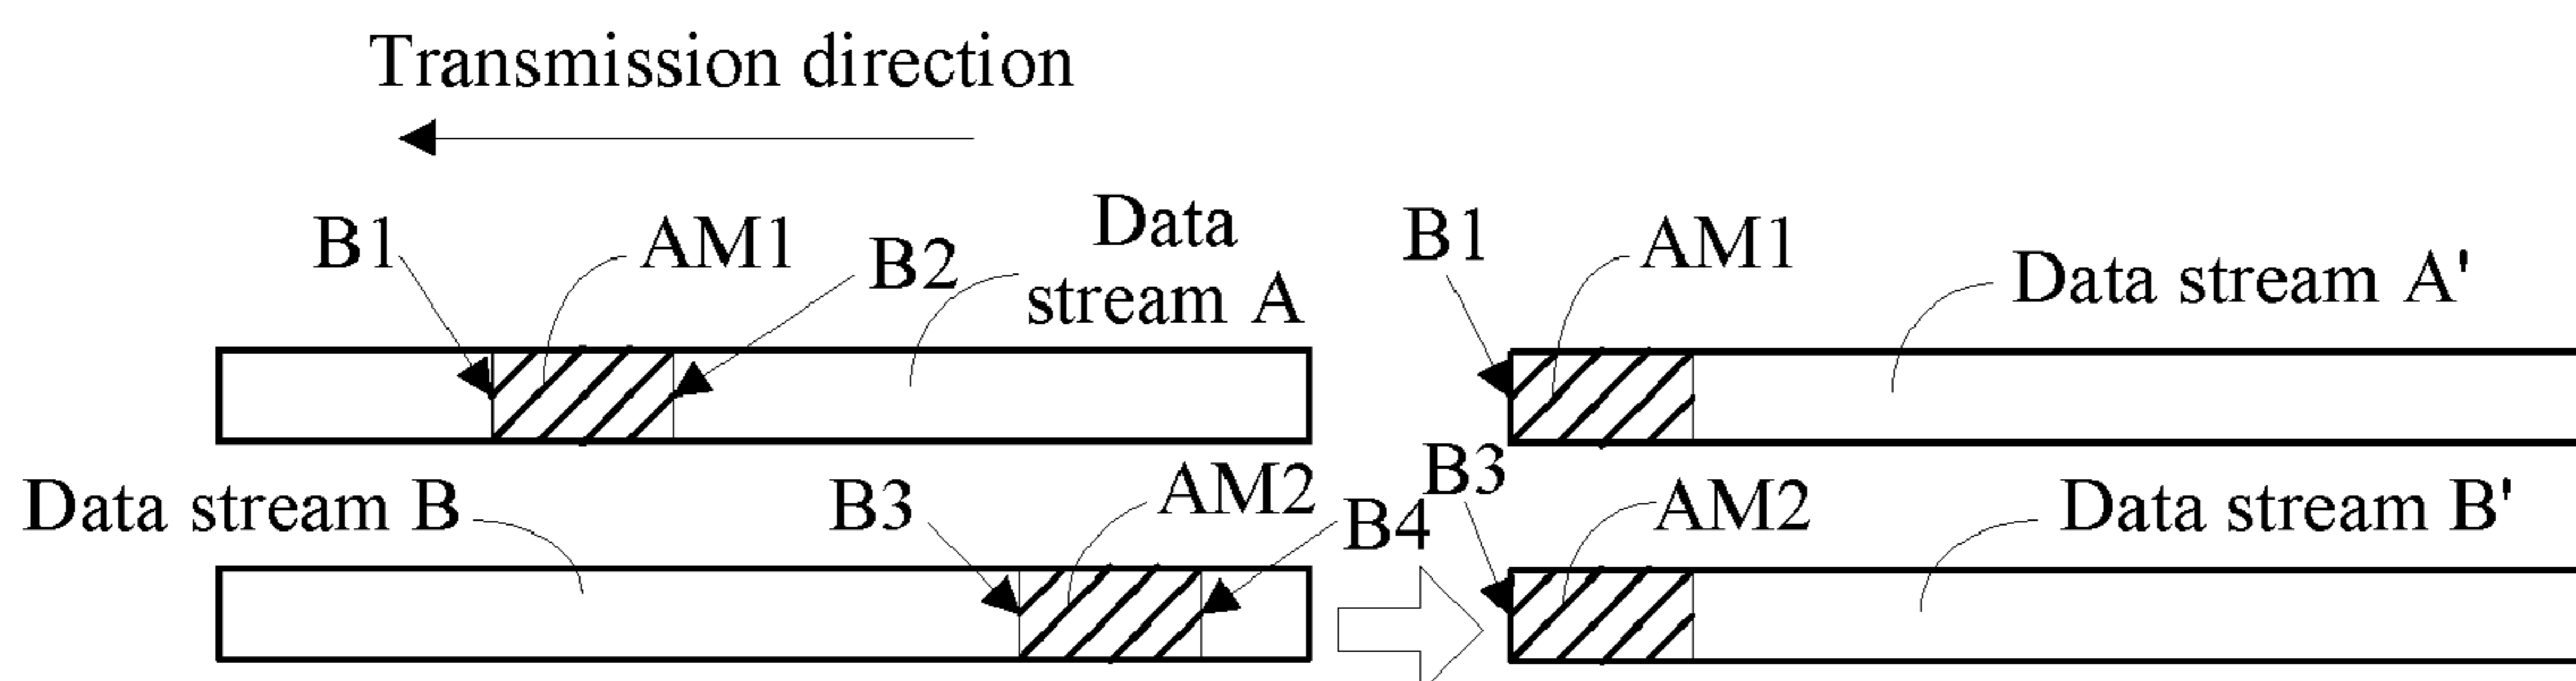 Transmission direction
B1
AM1
B2
Data
stream A
B1
AM1
Data stream A'
Data stream B
B3
AM2
B4
B3
AM2
Data stream B'